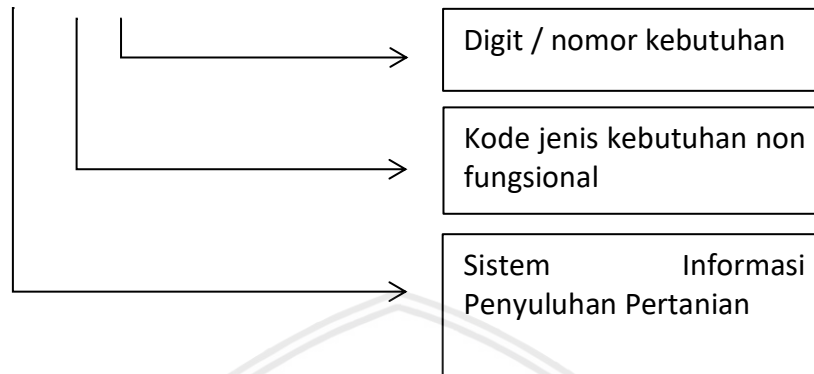 Digit / nomor kebutuhan
Kode jenis kebutuhan non
fungsional
Sistem Informasi
Penyuluhan Pertanian